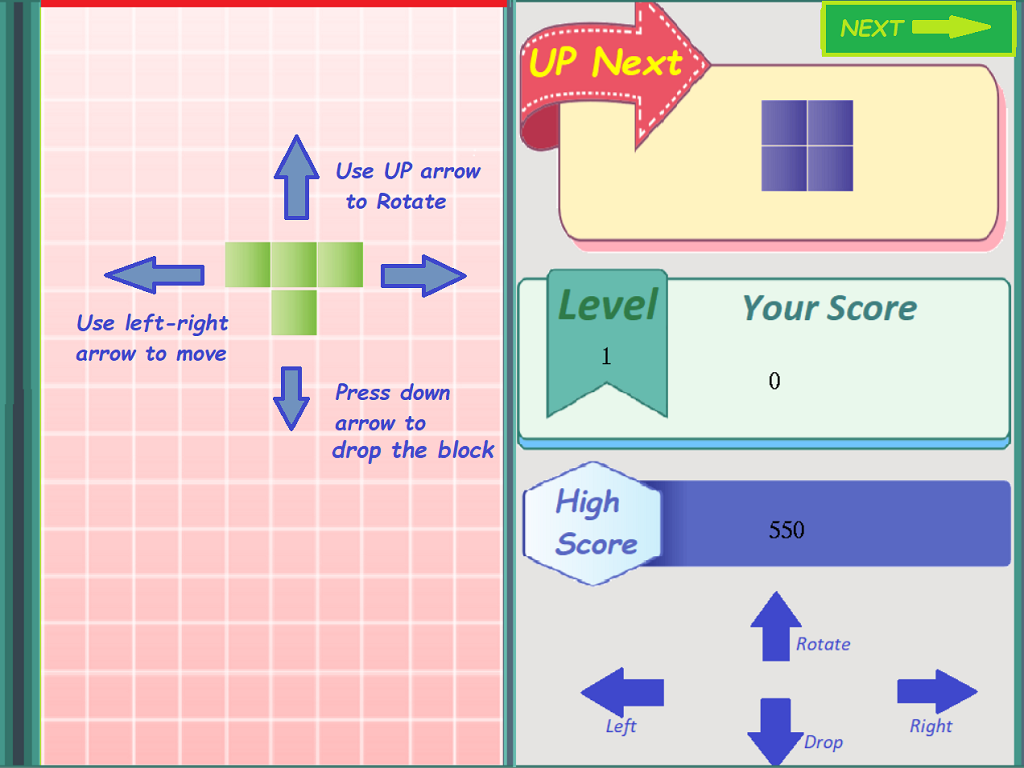 Use UP arrow
to Rotate
Use left-right
arrow to move
Press down
arrow to
drop the block
NEXT
UP Next
Level
1
Your Score
0
High
Score
550
Rotate
Left
Right
Drop